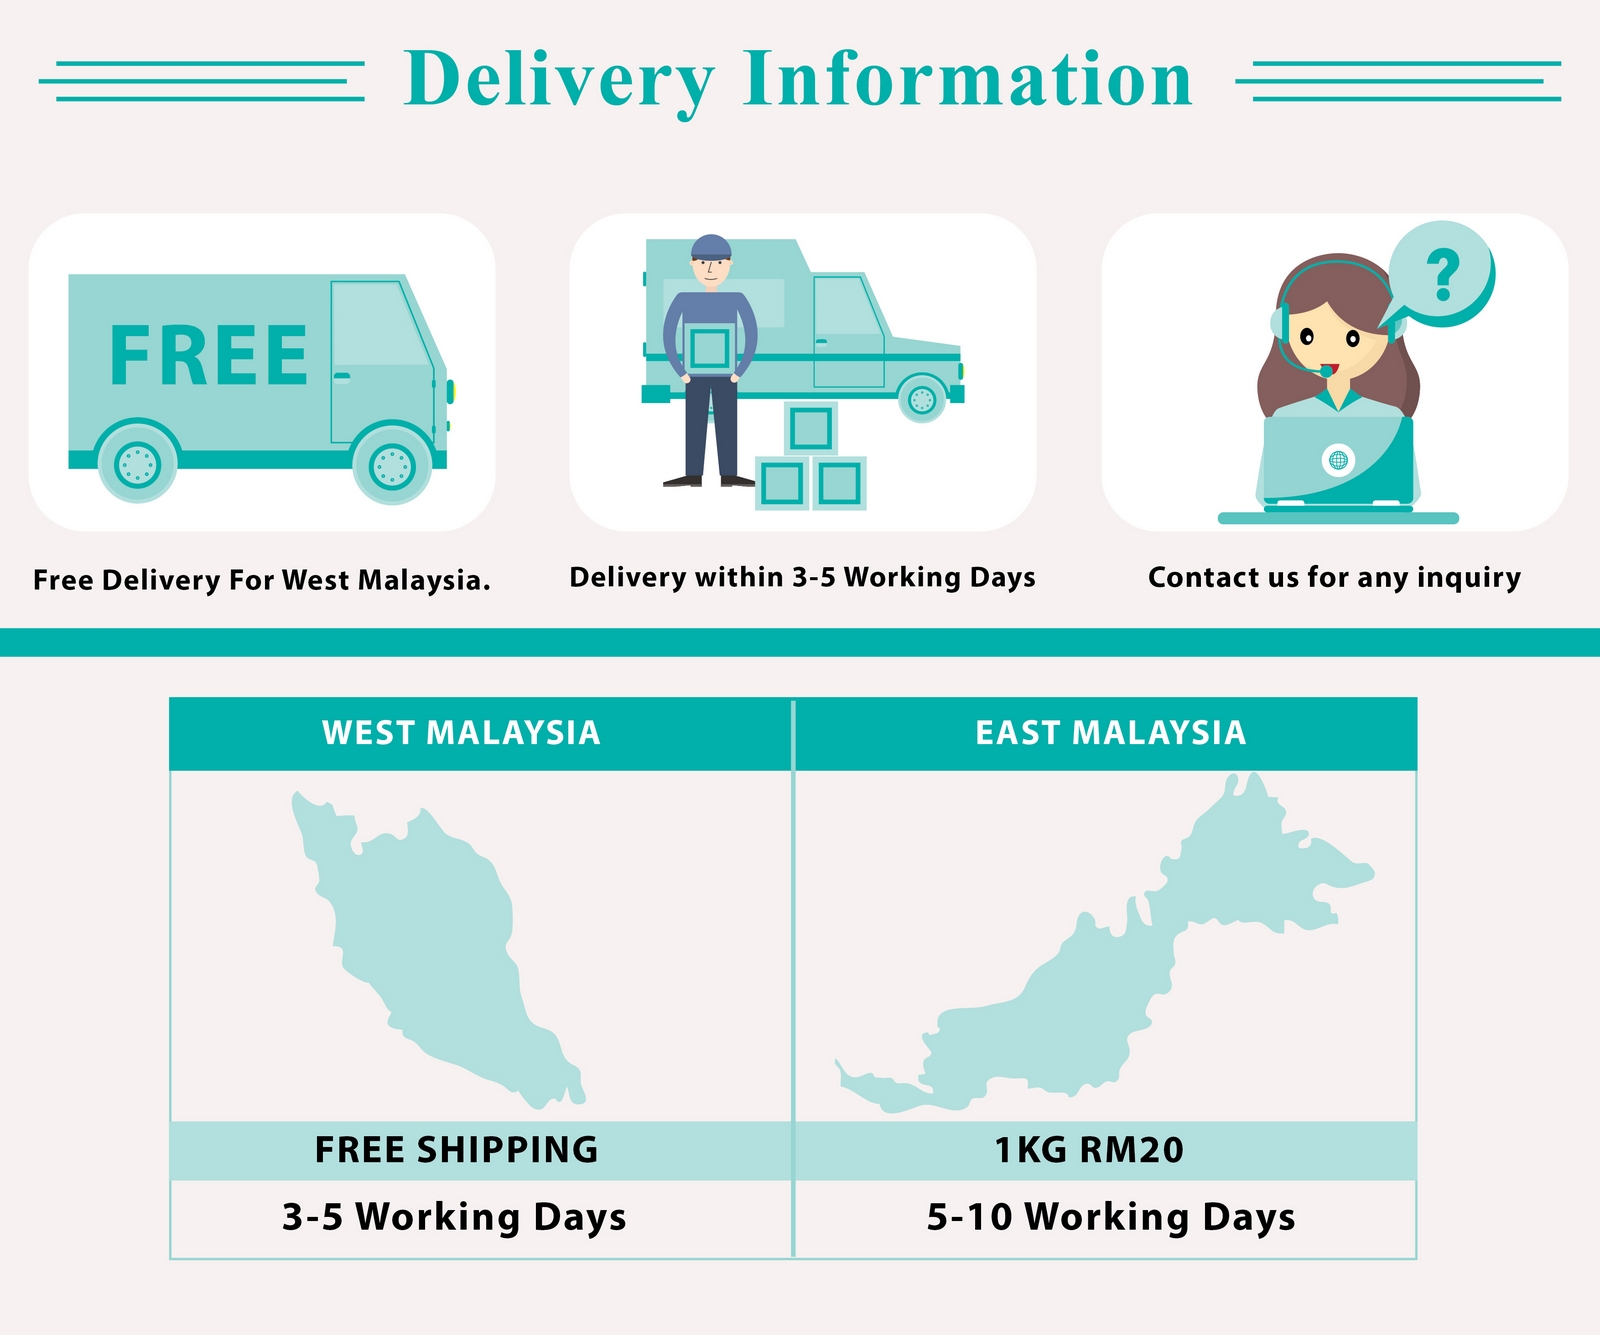 Delivery Information
FREE
?
Free Delivery For West Malaysia.
Delivery within 3-5 Working Days
Contact us for any inquiry
WEST MALAYSIA
EAST MALAYSIA
FREE SHIPPING
1KG RM20
3-5 Working Days
5-10 Working Days